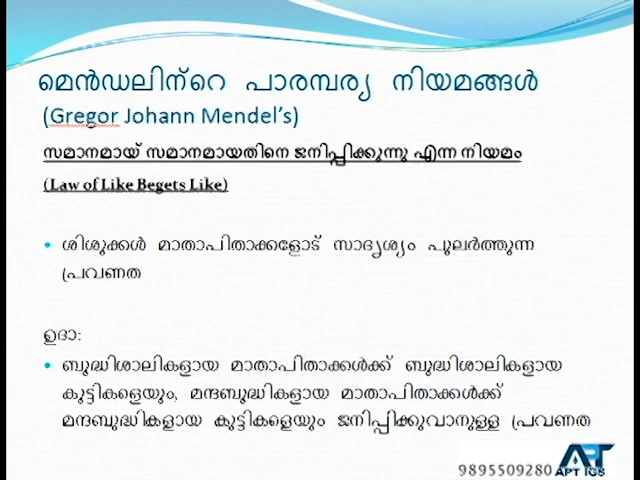 മെൻഡലിന്റെ പാരമ്പര്യ നിയമങ്ങൾ
(Gregor Johann Mendel's)
സമാനമായ് സമാനമായതിനെ ജനിപ്പിക്കുന്നു എന്ന നിയമം
(Law of Like Begets Like)
• ശിശുക്കൾ മാതാപിതാക്കളോട് സാദൃശ്യം പുലർത്തുന്ന
പ്രവണത
ഉദാ:
• ബുദ്ധിശാലികളായ മാതാപിതാക്കൾക്ക് ബുദ്ധിശാലികളായ
കുട്ടികളെയും, മന്ദബുദ്ധികളായ മാതാപിതാക്കൾക്ക്
മന്ദബുദ്ധികളായ കുട്ടികളെയും ജനിപ്പിക്കുവാനുള്ള പ്രവണത
9895509280 APT IGS